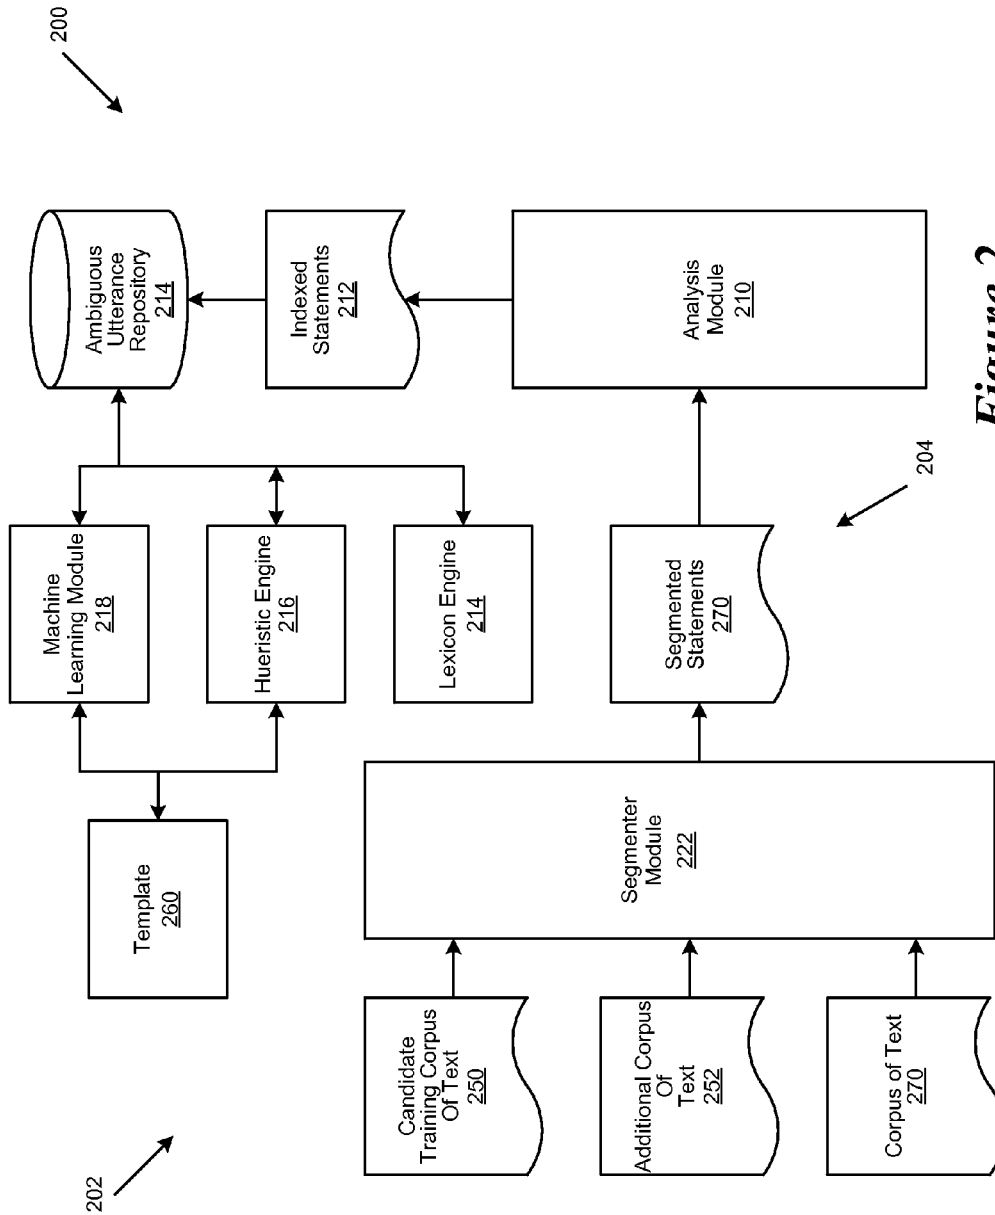 200
202
Template
260
Machine
Learning Module
218
Hueristic Engine
216
Lexicon Engine
214
Ambiguous
Utterance
Repository
214
Indexed
Statements
212
Candidate
Training Corpus
Of Text
250
Additional Corpus
Of
Text
252
Corpus of Text
270
Segmenter
Module
222
Segmented
Statements
270
Analysis
Module
210
204
Figure 2